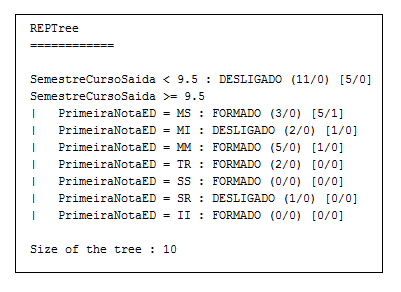 REPTree
============
SemestreCursoSaida < 9.5 : DESLIGADO (11/0) [5/0]
SemestreCursoSaida >= 9.5
|   PrimeiraNotaED = MS : FORMADO (3/0) [5/1]
|   PrimeiraNotaED = MI : DESLIGADO (2/0) [1/0]
|   PrimeiraNotaED = MM : FORMADO (5/0) [1/0]
|   PrimeiraNotaED = TR : FORMADO (2/0) [0/0]
|   PrimeiraNotaED = SS : FORMADO (0/0) [0/0]
|   PrimeiraNotaED = SR : DESLIGADO (1/0) [0/0]
|   PrimeiraNotaED = II : FORMADO (0/0) [0/0]
Size of the tree : 10